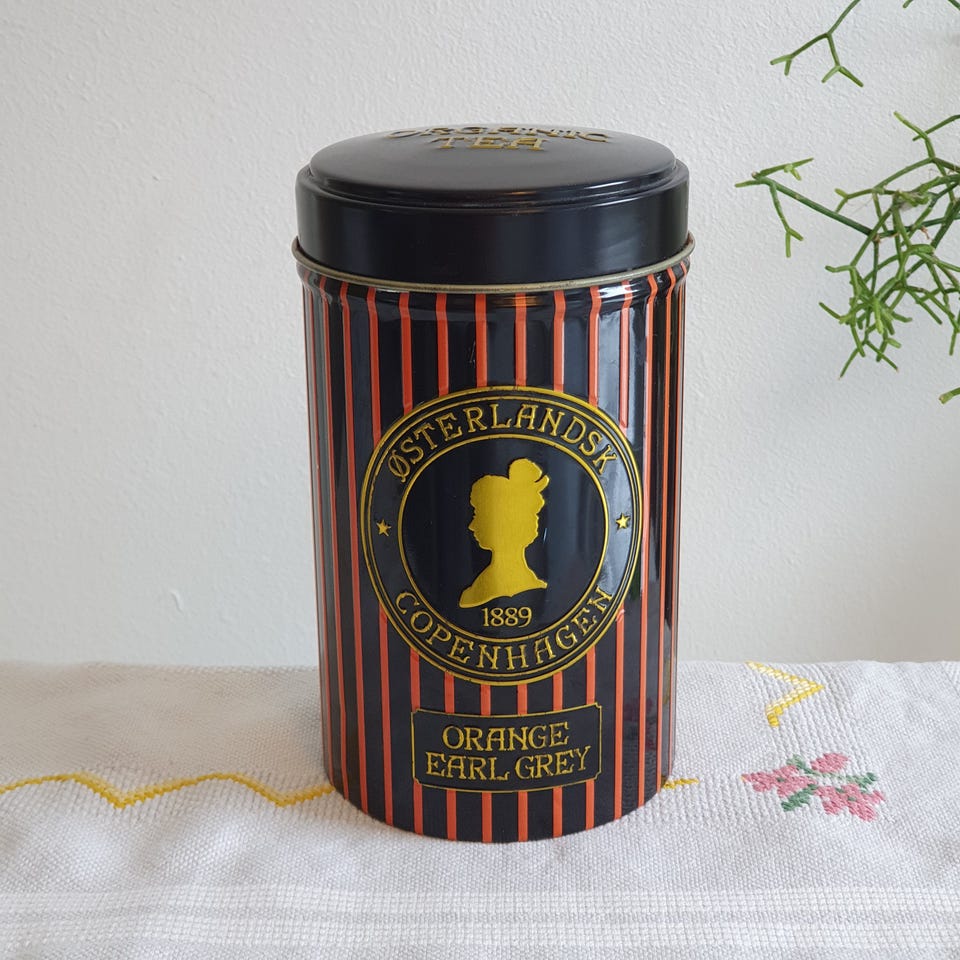 ORGANIC
TEA
ØSTERLANDSK
1889
COPENHAGEN
ORANGE
EARL GREY